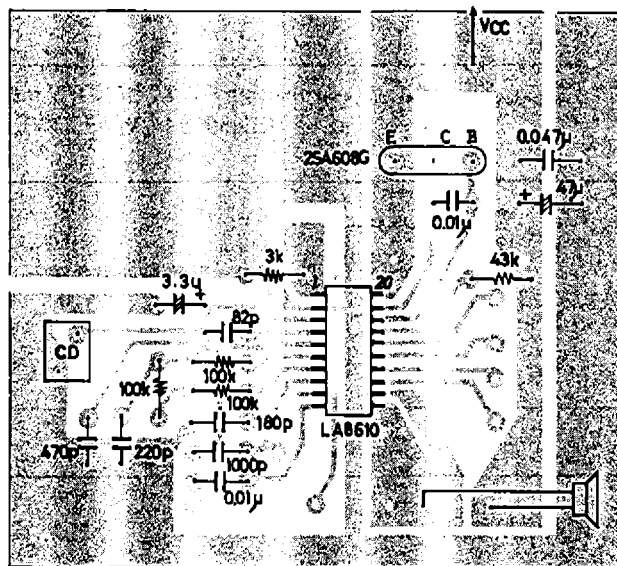 VCC
E C B
2SA608G
0.047μ
+ 47μ
0.01μ
3k
43k
3.3μ
+
1
20
82p
CD
100k
100k
100k
180p
LA8610
470p
220p
1000p
0.01μ